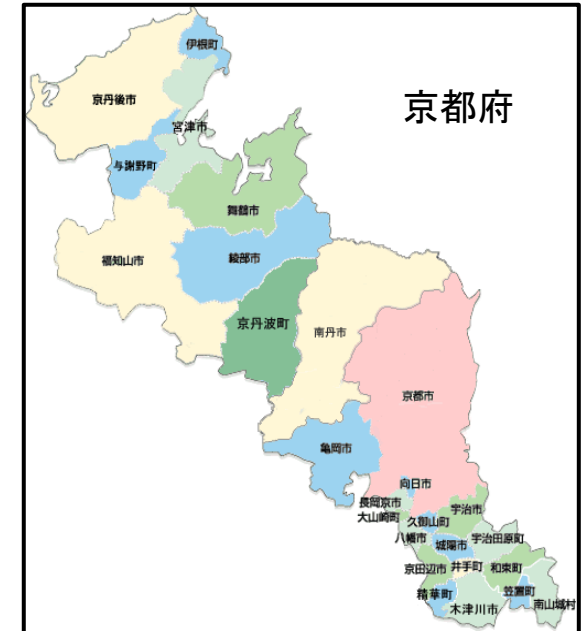 伊根町
京都府
京丹後市
宮津市
与謝野町
舞鶴市
綾部市
福知山市
京丹波町
南丹市
京都市
亀岡市
向日市
長岡京市
宇治市
大山崎町
久御山町
八幡市
宇治田原町
城陽市
京田辺市
井手町
和束町
精華町
笠置町
木津川市
南山城村